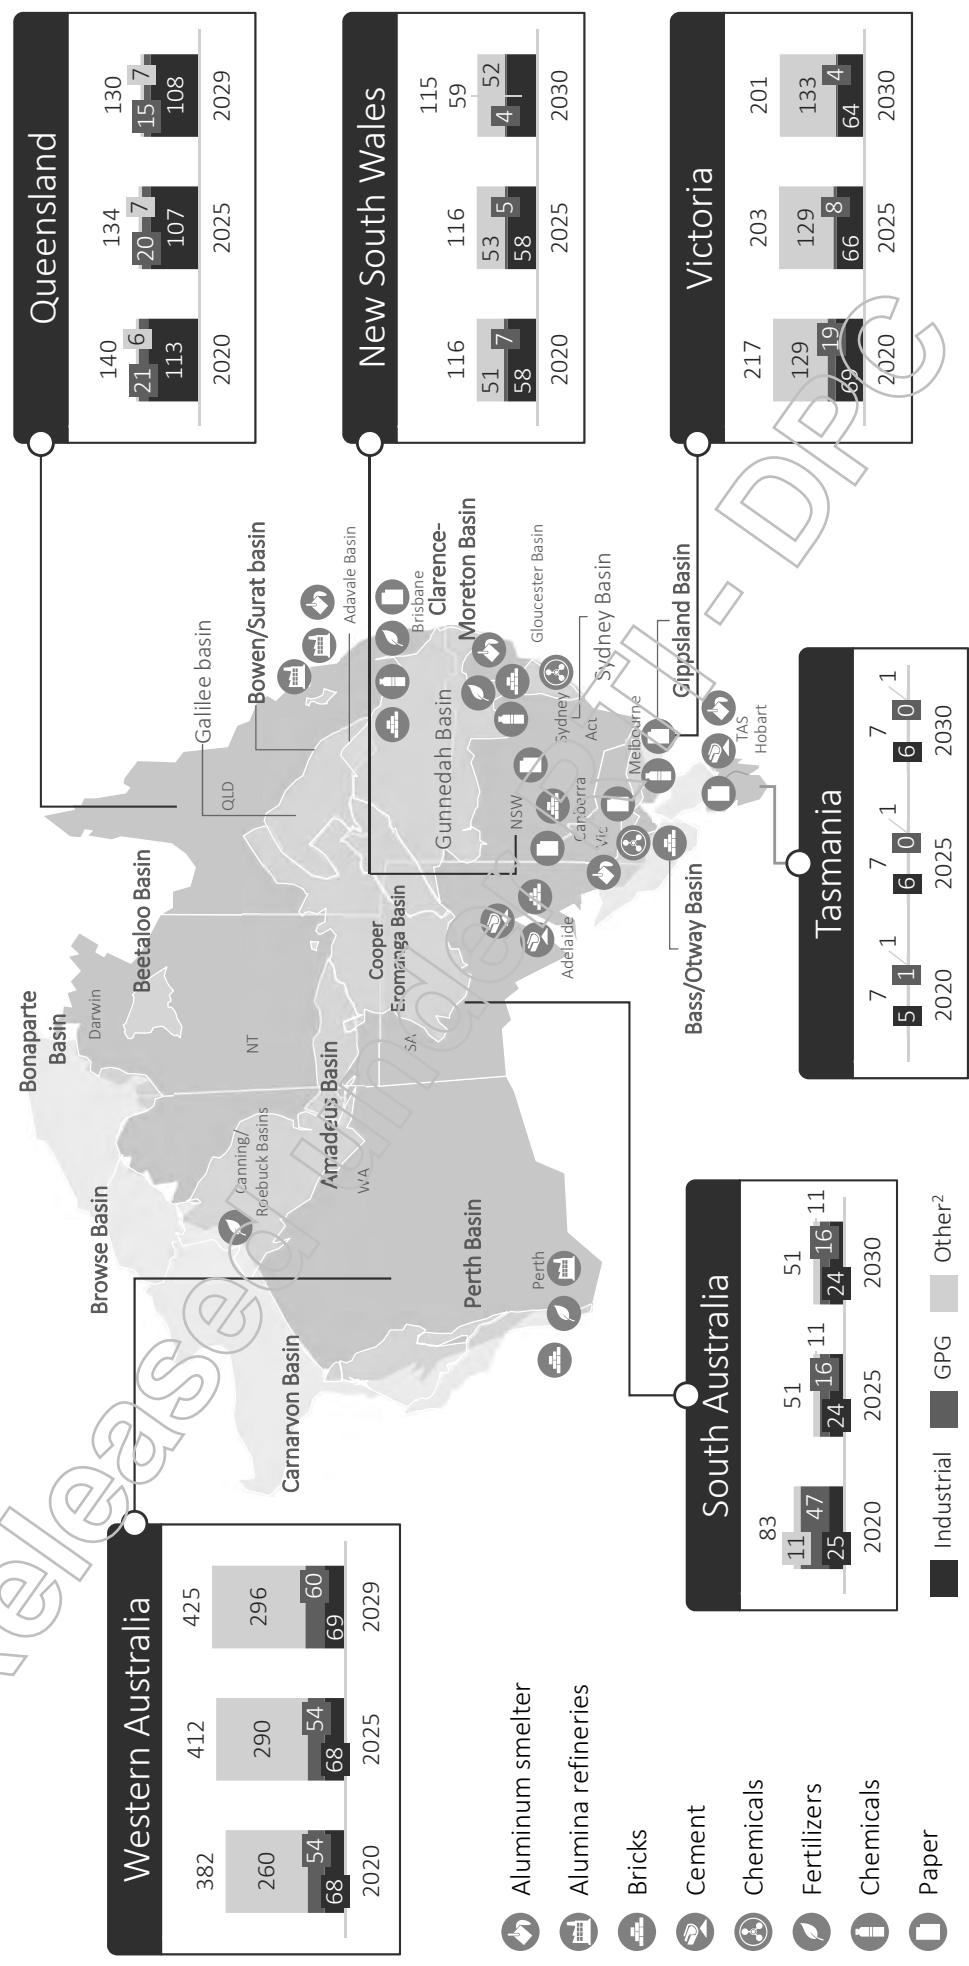 Western Australia
382
412
425
260
290
296
54
54
60
68
68
69
2020
2025
2029
Queensland
140
134
130
6
7
7
21
20
15
113
107
108
2020
2025
2029
New South Wales
116
116
115
59
51
53
52
7
5
4
58
58
2020
2025
2030
Victoria
217
203
201
129
129
133
19
8
4
69
66
64
2020
2025
2030
Tasmania
7
7
7
1
1
1
5
1
6
0
6
0
2020
2025
2030
South Australia
83
51
51
11
11
11
47
16
16
25
24
24
2020
2025
2030
Industrial
GPG
Other²
Bonaparte
Basin
Darwin
Browse Basin
Beetaloo Basin
Galilee basin
Bowen/Surat basin
Adavale Basin
QLD
NT
Canning/
Roebuck Basins
Carnarvon Basin
Amadeus Basin
WA
Cooper
Eromanga Basin
SA
Brisbane
Clarence-
Moreton Basin
Gunnedah Basin
Gloucester Basin
Sydney Basin
Sydney
Act
NSW
Canberra
Vic
Perth Basin
Perth
Adelaide
Melbourne
Gippsland Basin
Bass/Otway Basin
TAS
Hobart
Aluminum smelter
Alumina refineries
Bricks
Cement
Chemicals
Fertilizers
Chemicals
Paper
Released under RTI - DPC